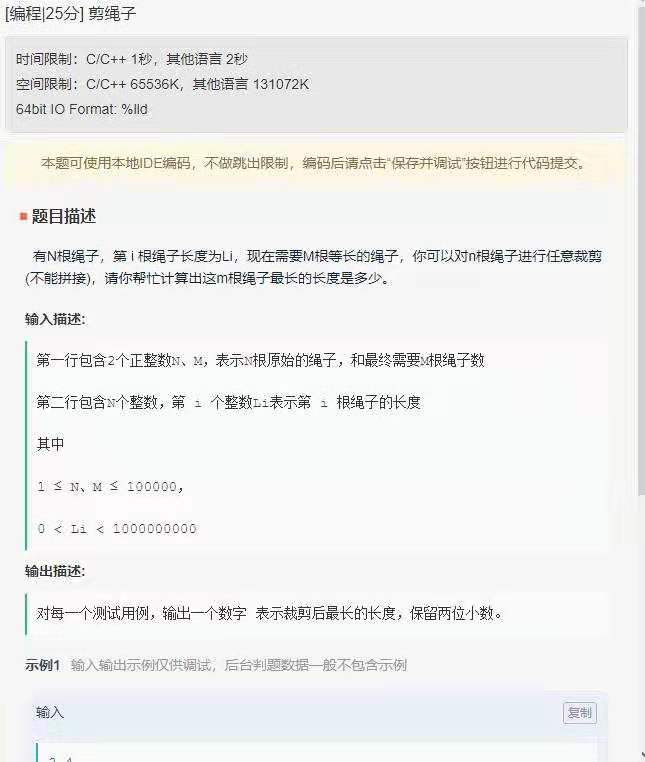 [编程|25分] 剪绳子
时间限制：C/C++ 1秒，其他语言 2秒
空间限制：C/C++ 65536K，其他语言 131072K
64bit IO Format: %lld
本题可使用本地IDE编码，不做跳出限制，编码后请点击“保存并调试”按钮进行代码提交。
题目描述
有N根绳子，第 i 根绳子长度为Li，现在需要M根等长的绳子，你可以对n根绳子进行任意裁剪
(不能拼接)，请你帮忙计算出这m根绳子最长的长度是多少。
输入描述:
第一行包含2个正整数N、M，表示N根原始的绳子，和最终需要M根绳子数
第二行包含N个整数，第 i 个整数Li表示第 i 根绳子的长度
其中
1 ≤ N、M ≤ 100000，
0 < Li < 1000000000
输出描述:
对每一个测试用例，输出一个数字 表示裁剪后最长的长度，保留两位小数。
示例1 输入输出示例仅供调试，后台判题数据一般不包含示例
输入
复制